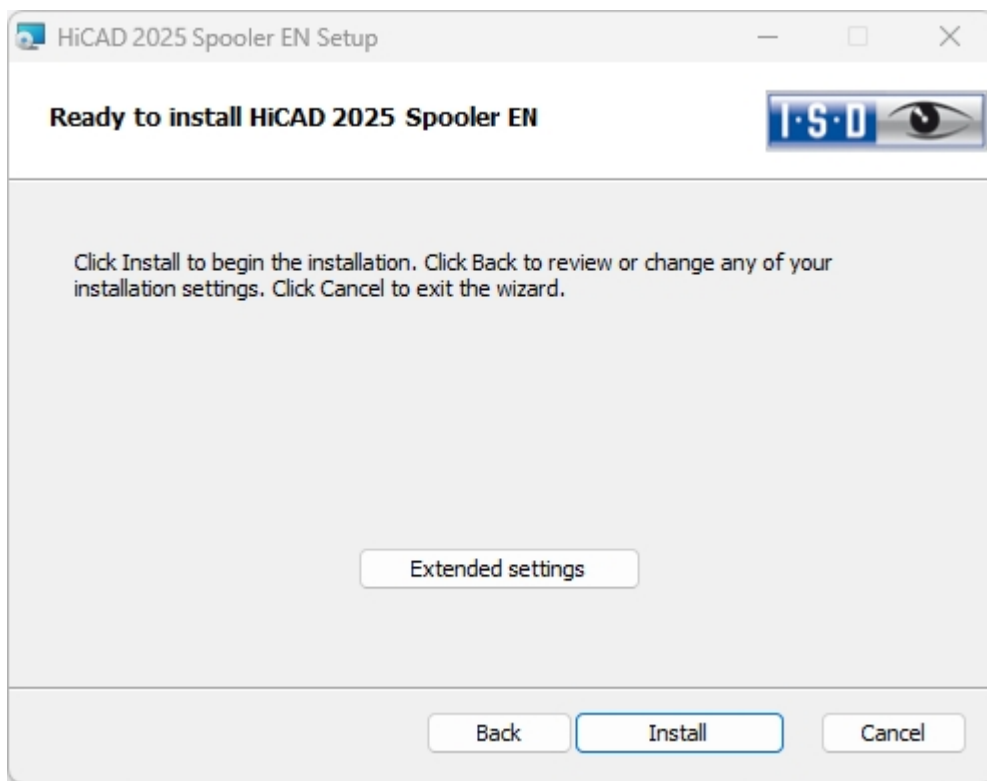 HiCAD 2025 Spooler EN Setup
Ready to install HiCAD 2025 Spooler EN
I·S·D
Click Install to begin the installation. Click Back to review or change any of your
installation settings. Click Cancel to exit the wizard.
Extended settings
Back
Install
Cancel